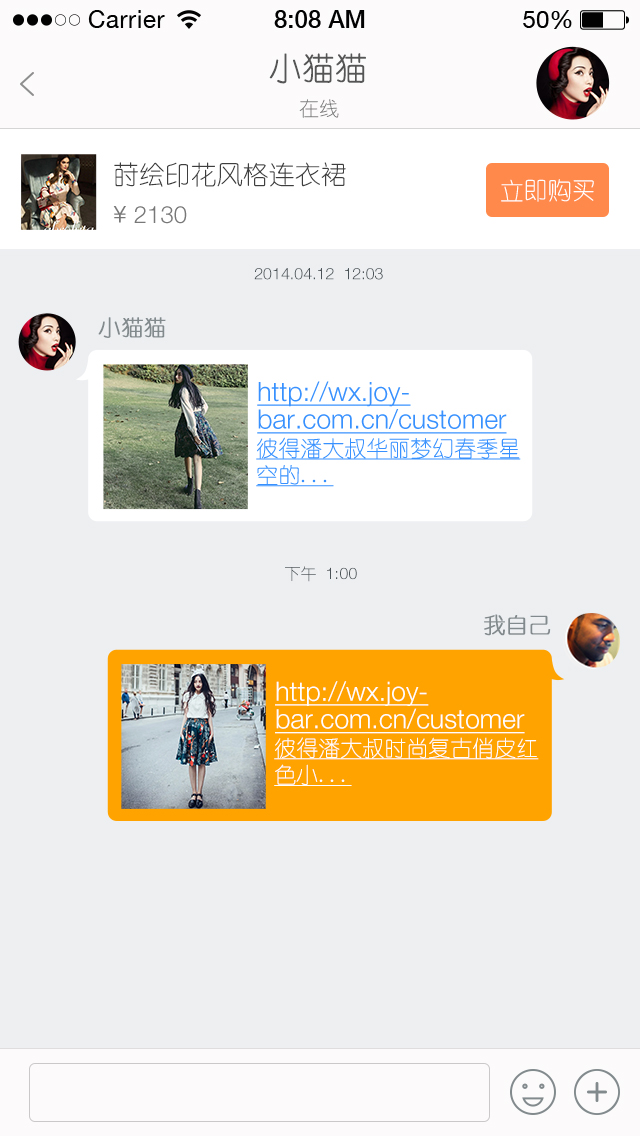 Carrier 8:08 AM 50%
小猫猫
在线
莳绘印花风格连衣裙
¥ 2130
立即购买
2014.04.12 12:03
小猫猫
http://wx.joy-
bar.com.cn/customer
彼得潘大叔华丽梦幻春季星
空的...
下午 1:00
我自己
http://wx.joy-
bar.com.cn/customer
彼得潘大叔时尚复古俏皮红
色小...